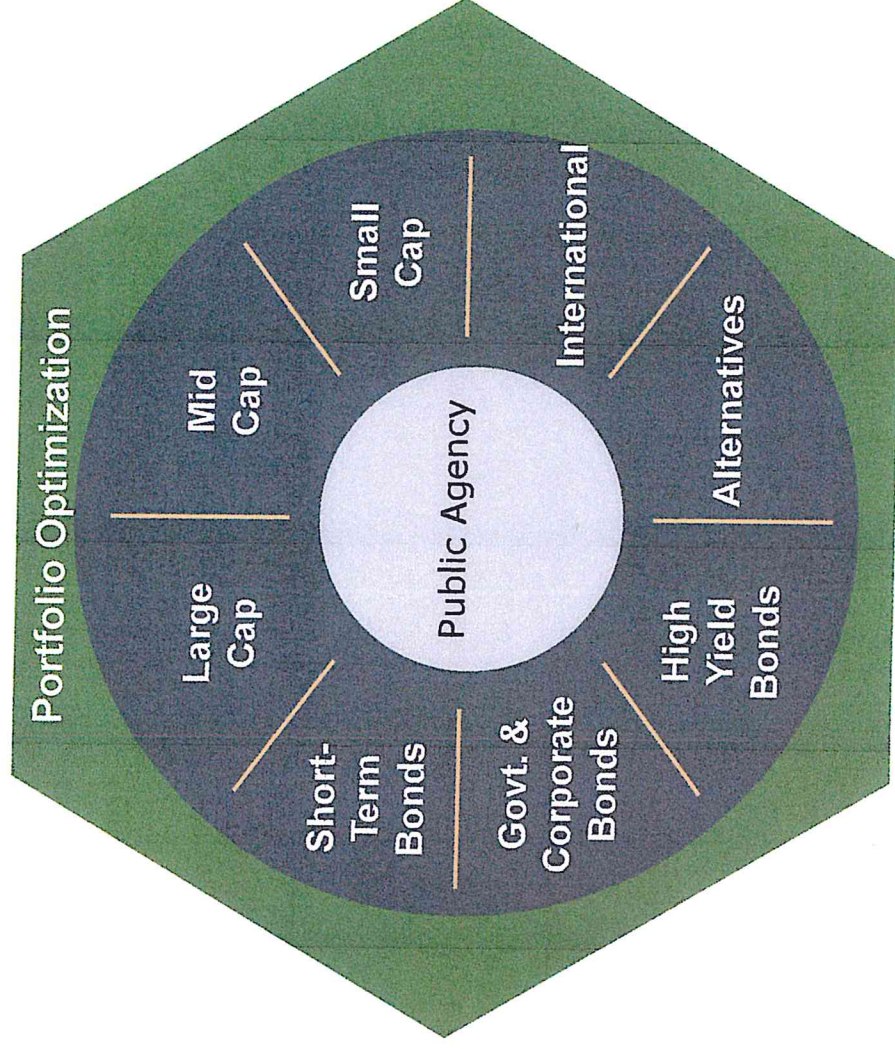 Portfolio Optimization
Large
Cap
Mid
Cap
Small
Cap
International
Alternatives
High
Yield
Bonds
Govt. &
Corporate
Bonds
Short-
Term
Bonds
Public Agency